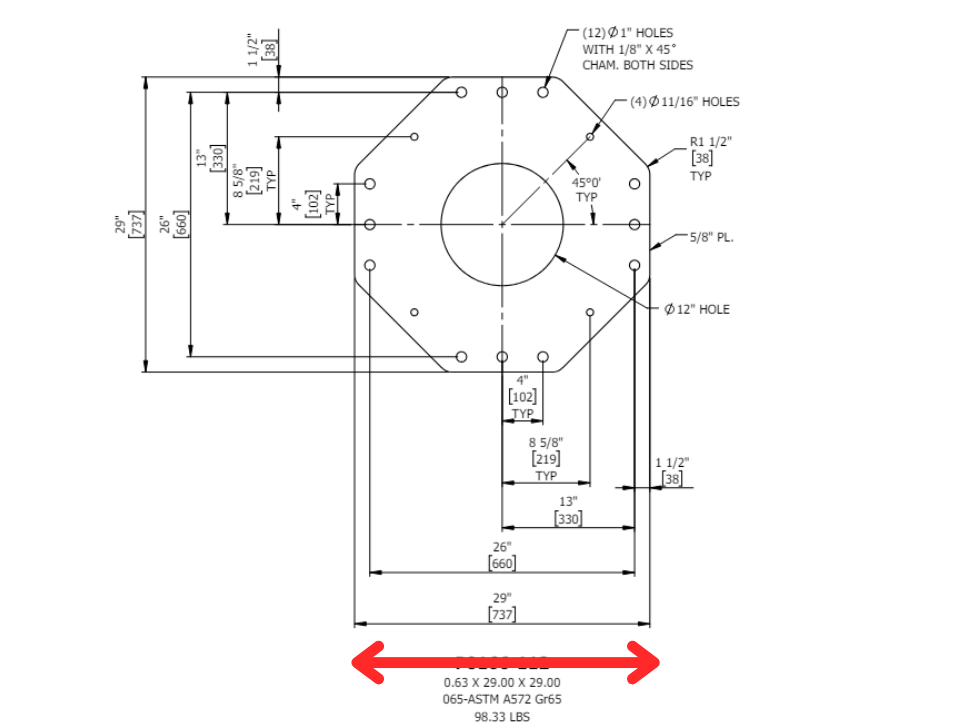 (12) Ø 1" HOLES
WITH 1/8" X 45°
CHAM. BOTH SIDES
1 1/2"
[38]
(4) Ø 11/16" HOLES
R1 1/2"
[38]
TYP
13"
[330]
8 5/8"
[219]
TYP
4"
[102]
TYP
45°0'
TYP
29"
[737]
26"
[660]
5/8" PL.
Ø 12" HOLE
4"
[102]
TYP
8 5/8"
[219]
TYP
1 1/2"
[38]
13"
[330]
26"
[660]
29"
[737]
0.63 X 29.00 X 29.00
065-ASTM A572 Gr65
98.33 LBS